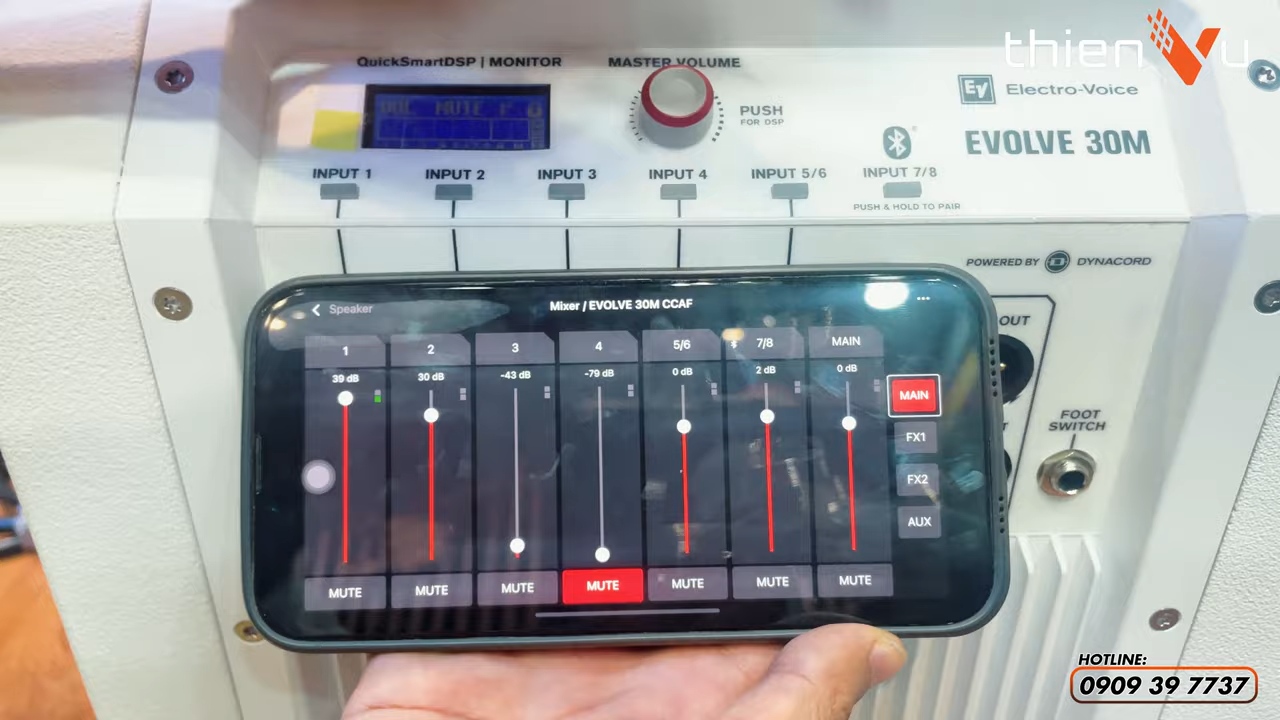 thien Vu
QuickSmartDSP | MONITOR
MASTER VOLUME
PUSH
FOR DSP
EV Electro-Voice
EVOLVE 30M
MUTE
INPUT 1
INPUT 2
INPUT 3
INPUT 4
INPUT 5/6
INPUT 7/8
PUSH & HOLD TO PAIR
POWERED BY DYNACORD
OUT
FOOT
SWITCH
Speaker
Mixer / EVOLVE 30M CCAF
1 2 3 4 5/6 7/8 MAIN
39 dB 30 dB -43 dB -79 dB 0 dB 2 dB 0 dB
MAIN
FX1
FX2
AUX
MUTE MUTE MUTE MUTE MUTE MUTE MUTE
HOTLINE:
0909 39 7737